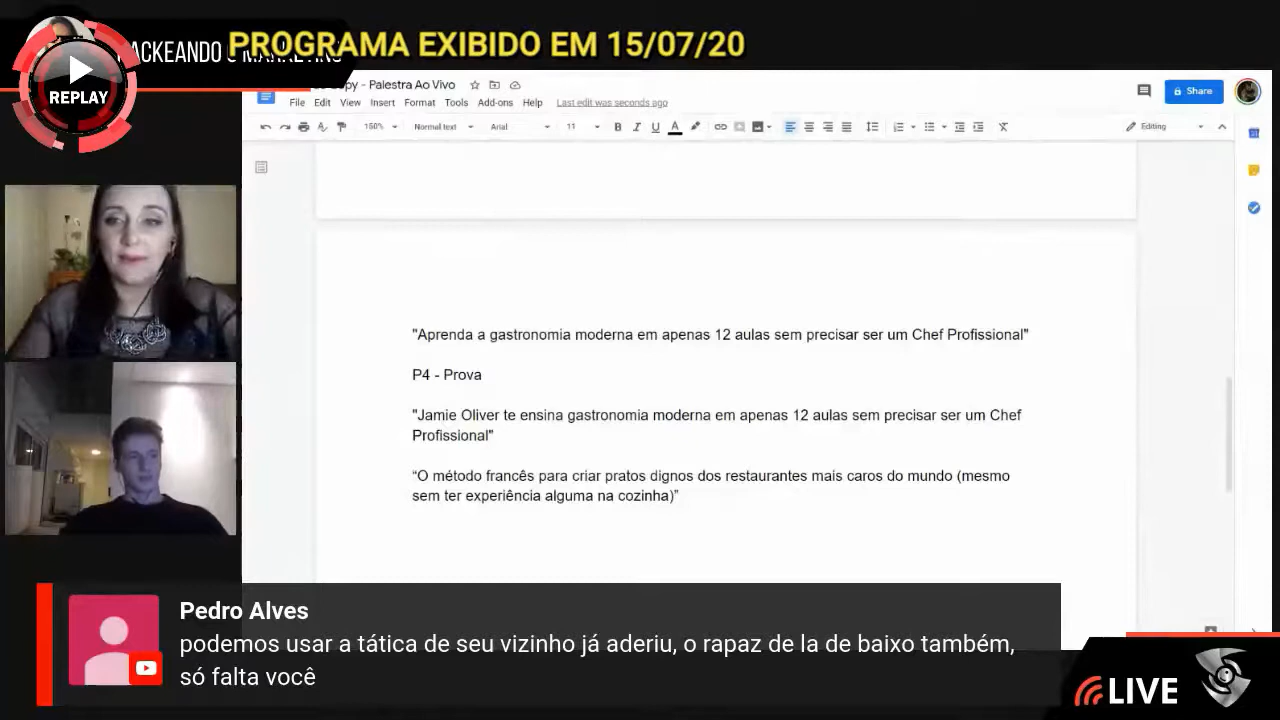 PROGRAMA EXIBIDO EM 15/07/20
REPLAY
- Palestra Ao Vivo
File Edit View Insert Format Tools Add-ons Help Last edit was seconds ago
Share
150% Normal text Arial 11 B I U A Editing
"Aprenda a gastronomia moderna em apenas 12 aulas sem precisar ser um Chef Profissional"
P4 - Prova
"Jamie Oliver te ensina gastronomia moderna em apenas 12 aulas sem precisar ser um Chef
Profissional"
“O método francês para criar pratos dignos dos restaurantes mais caros do mundo (mesmo
sem ter experiência alguma na cozinha)”
Pedro Alves
podemos usar a tática de seu vizinho já aderiu, o rapaz de la de baixo também,
só falta você
LIVE